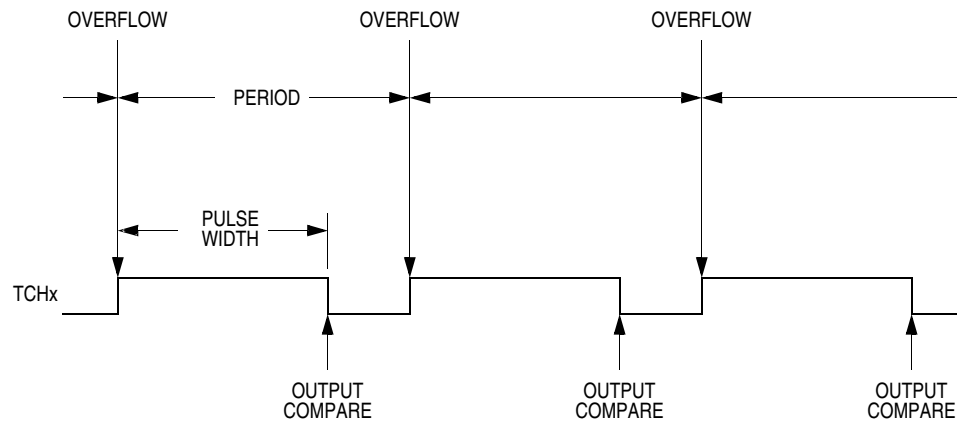 OVERFLOW
OVERFLOW
OVERFLOW
PERIOD
PULSE
WIDTH
TCHx
OUTPUT
COMPARE
OUTPUT
COMPARE
OUTPUT
COMPARE